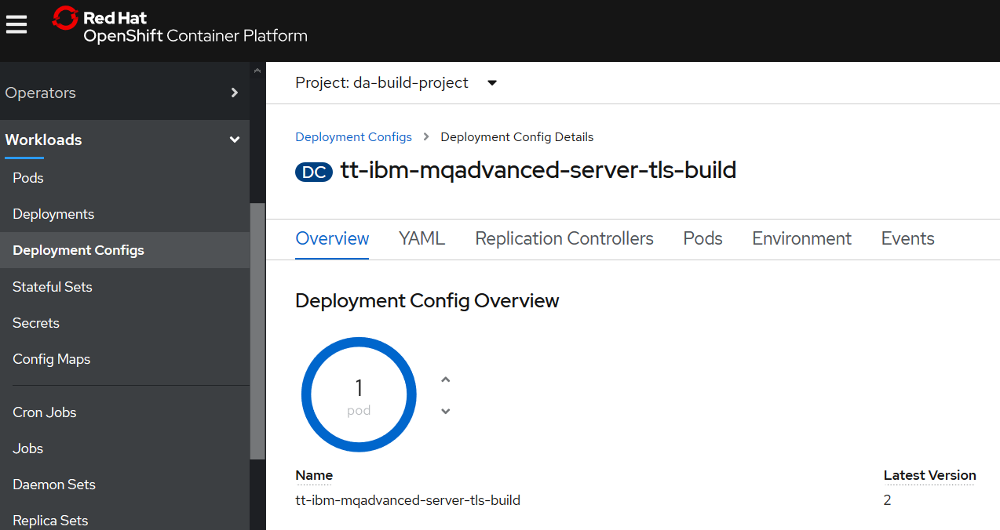 Red Hat
OpenShift Container Platform
Operators
Workloads
Pods
Deployments
Deployment Configs
Stateful Sets
Secrets
Config Maps
Cron Jobs
Jobs
Daemon Sets
Replica Sets
Project: da-build-project
Deployment Configs > Deployment Config Details
DC tt-ibm-mqadvanced-server-tls-build
Overview YAML Replication Controllers Pods Environment Events
Deployment Config Overview
1
pod
Name
tt-ibm-mqadvanced-server-tls-build
Latest Version
2